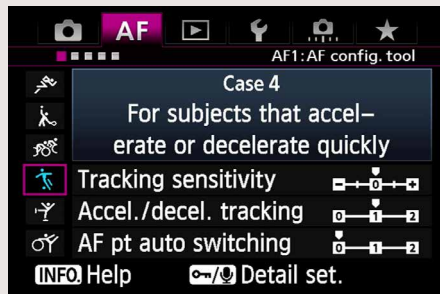 AF
AF1:AF config. tool
Case 4
For subjects that accel–
erate or decelerate quickly
Tracking sensitivity - 0 +
Accel./decel. tracking 0 1 2
AF pt auto switching 0 1 2
INFO. Help / Detail set.